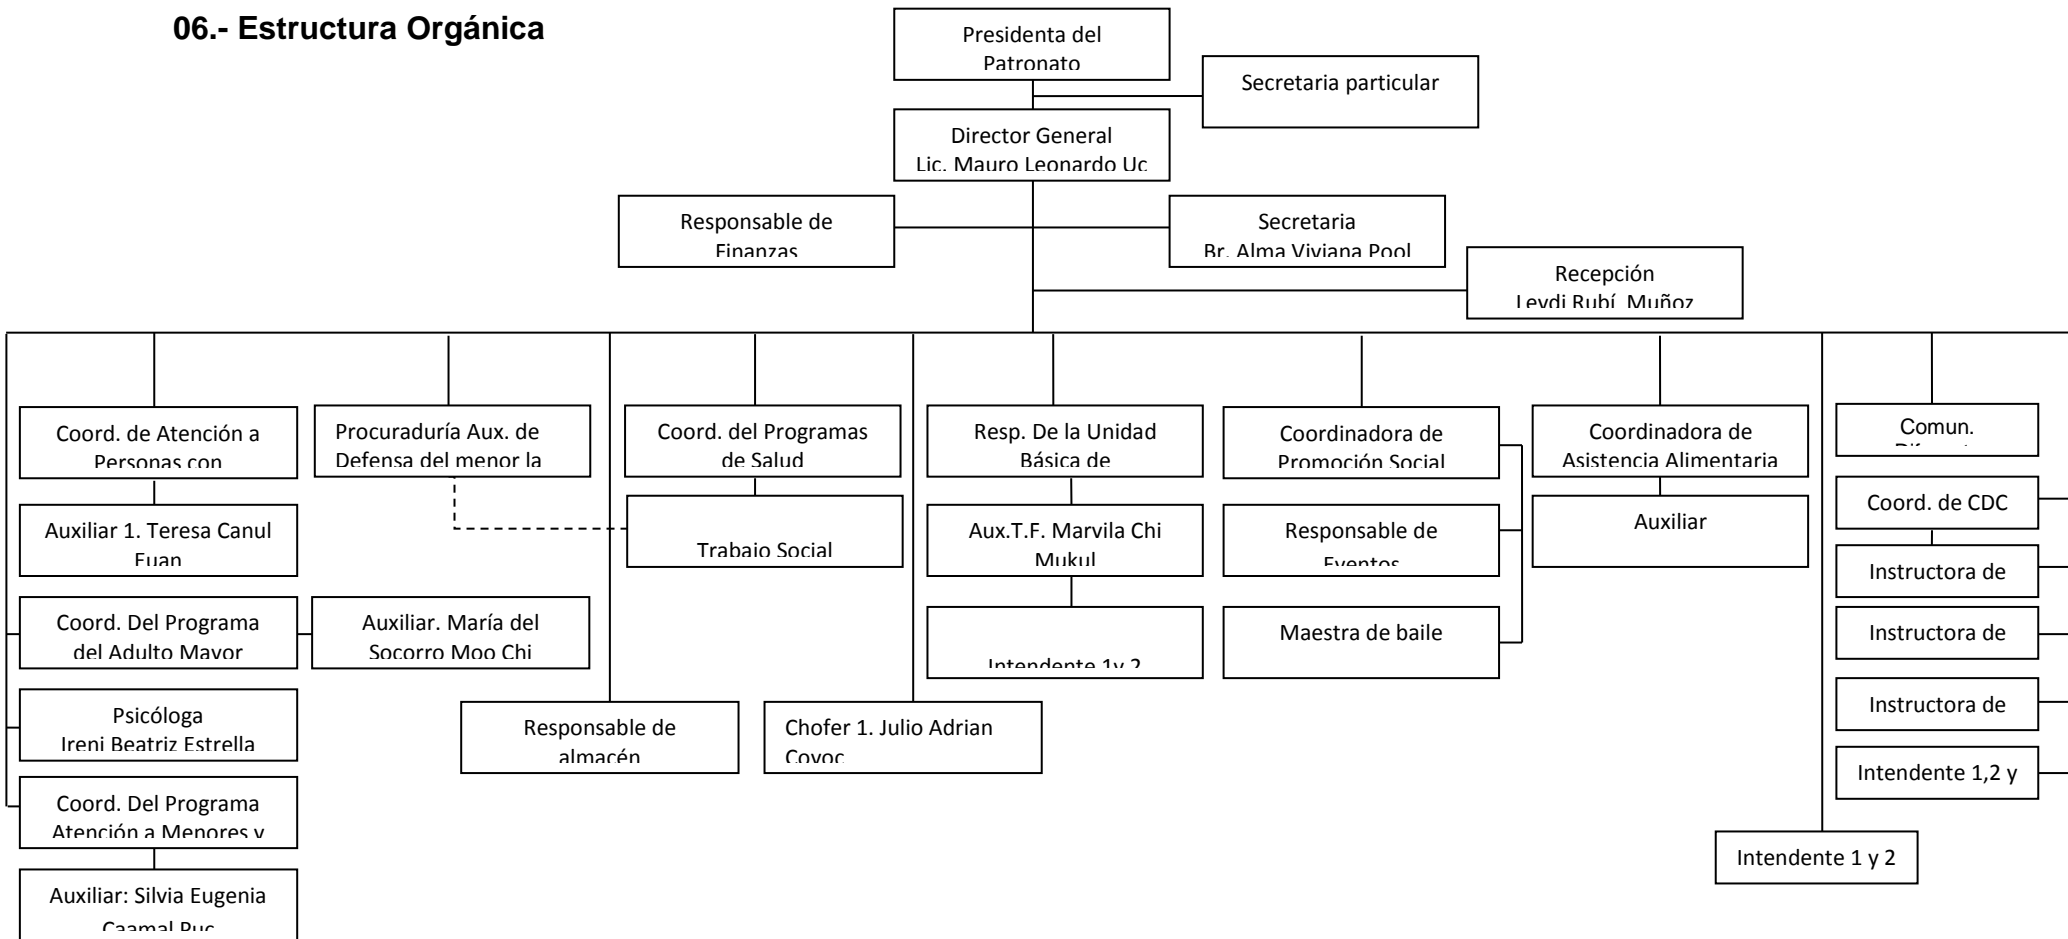 06.- Estructura Orgánica
Presidenta del
Patronato
Secretaria particular
Director General
Lic. Mauro Leonardo Uc
Responsable de
Finanzas
Secretaria
Br. Alma Viviana Pool
Recepción
Leydi Rubí Muñoz
Coord. de Atención a
Personas con
Procuraduría Aux. de
Defensa del menor la
Coord. del Programas
de Salud
Resp. De la Unidad
Básica de
Coordinadora de
Promoción Social
Coordinadora de
Asistencia Alimentaria
Comun.
Auxiliar 1. Teresa Canul
Euan
Trabajo Social
Aux.T.F. Marvila Chi
Mukul
Responsable de
Eventos
Auxiliar
Coord. de CDC
Instructora de
Coord. Del Programa
del Adulto Mayor
Auxiliar. María del
Socorro Moo Chi
Intendente 1y 2
Maestra de baile
Instructora de
Psicóloga
Ireni Beatriz Estrella
Responsable de
almacén
Chofer 1. Julio Adrian
Coyoc
Instructora de
Intendente 1,2 y
Coord. Del Programa
Atención a Menores y
Intendente 1 y 2
Auxiliar: Silvia Eugenia
Caamal Puc